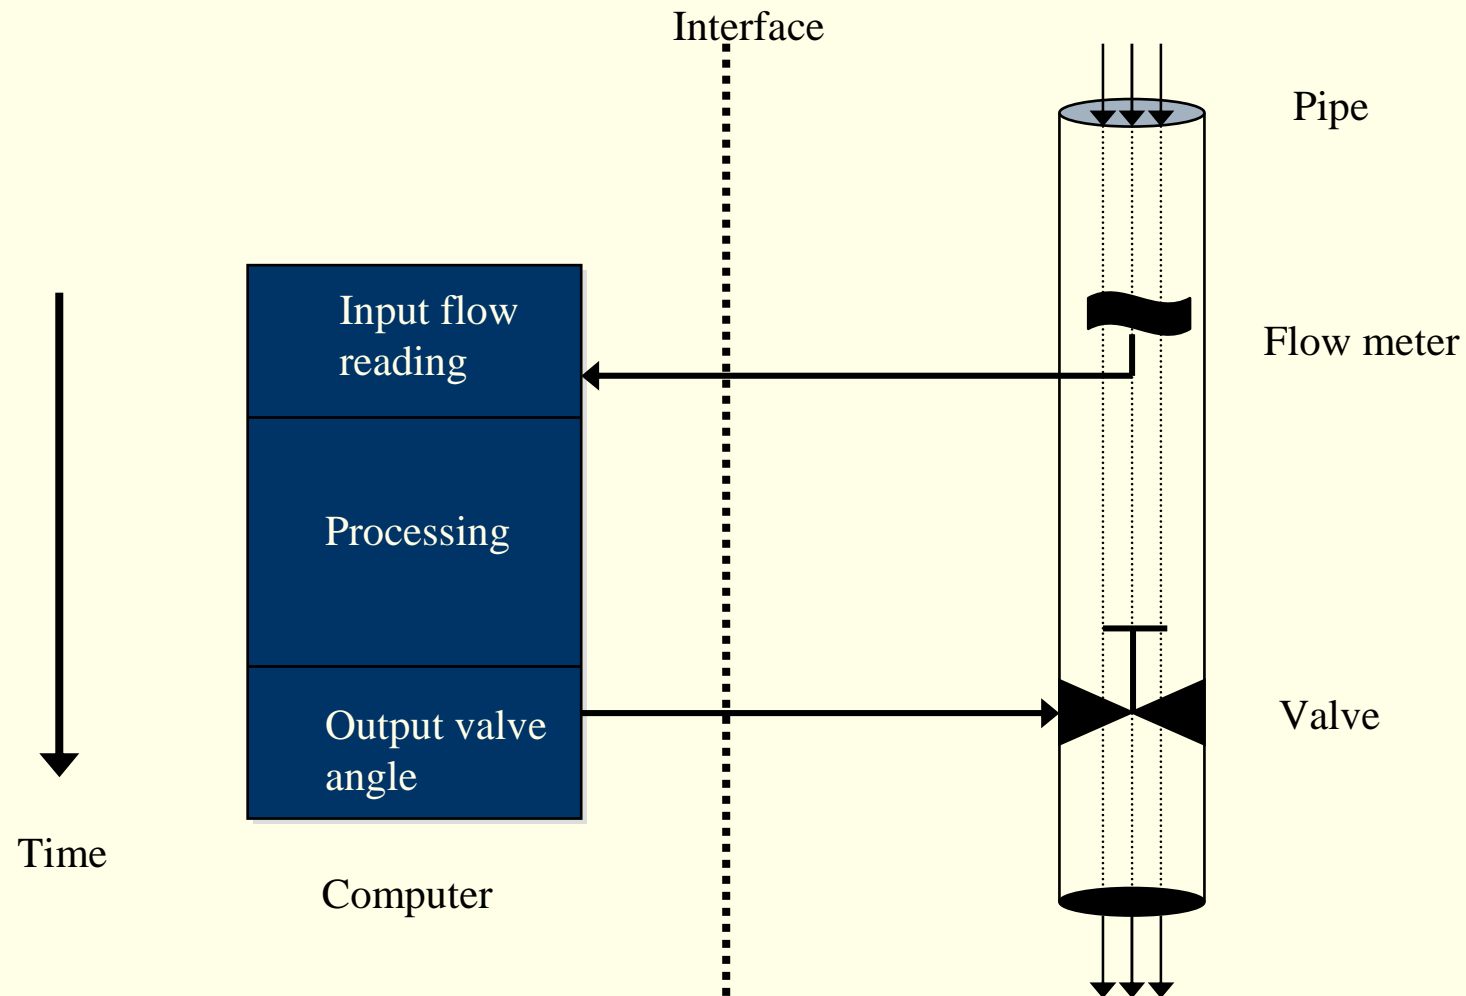 Interface
Pipe
Input flow
reading
Flow meter
Processing
Output valve
angle
Valve
Time
Computer